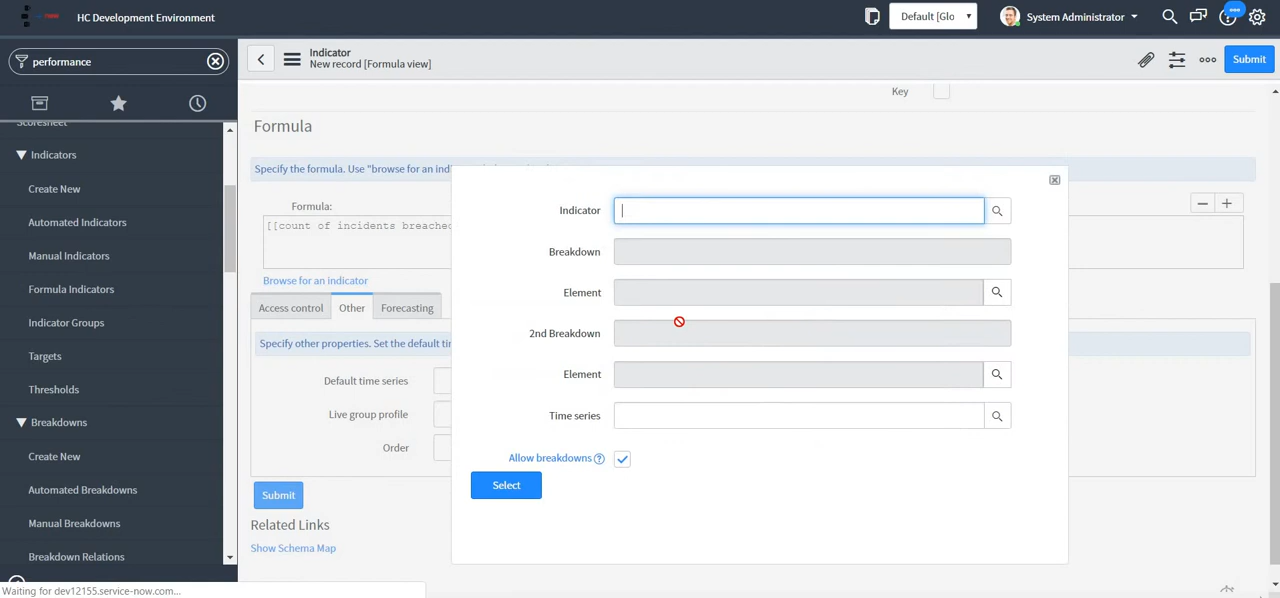 HC Development Environment
Default [Glo
System Administrator
performance
Indicator
New record [Formula view]
Submit
Scoresheet
Indicators
Create New
Automated Indicators
Manual Indicators
Formula Indicators
Indicator Groups
Targets
Thresholds
Breakdowns
Create New
Automated Breakdowns
Manual Breakdowns
Breakdown Relations
Key
Formula
Specify the formula. Use "browse for an ind
Formula:
[[count of incidents breached
Browse for an indicator
Access control
Other
Forecasting
Specify other properties. Set the default tim
Default time series
Live group profile
Order
Submit
Related Links
Show Schema Map
Indicator
Breakdown
Element
2nd Breakdown
Element
Time series
Allow breakdowns
Select
Waiting for dev12155.service-now.com...